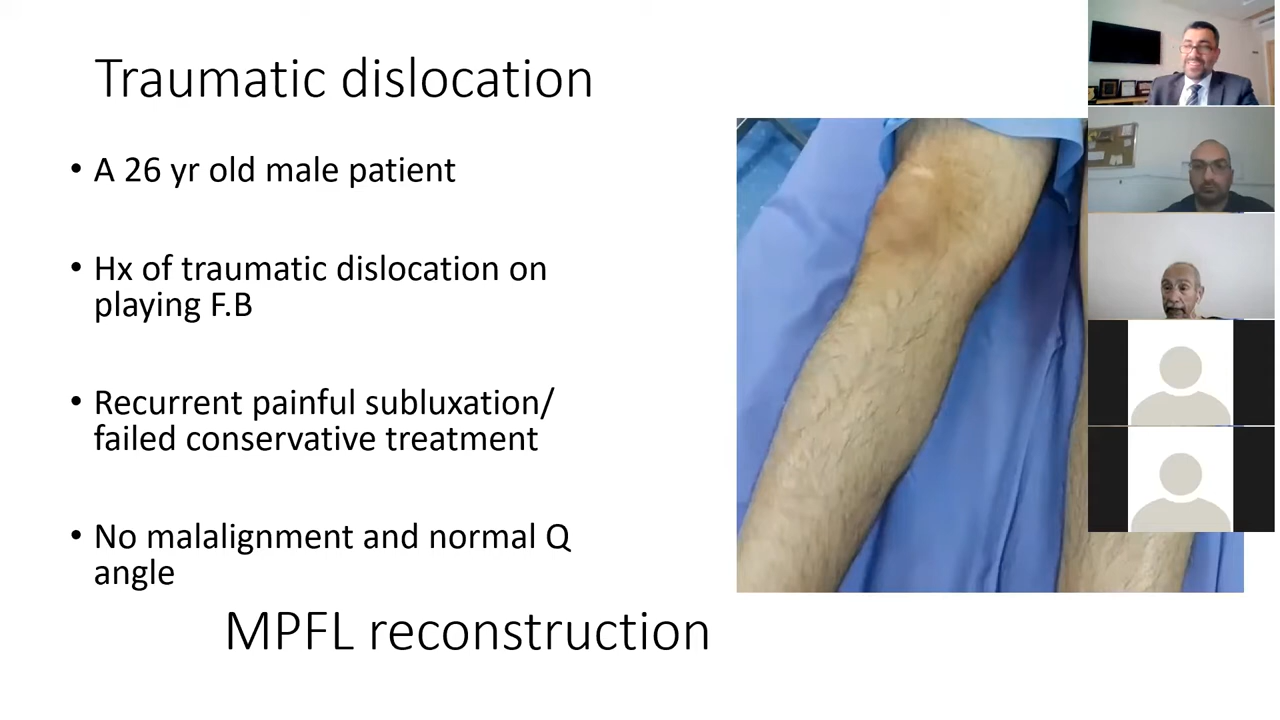 Traumatic dislocation
• A 26 yr old male patient
• Hx of traumatic dislocation on
playing F.B
• Recurrent painful subluxation/
failed conservative treatment
• No malalignment and normal Q
angle
MPFL reconstruction